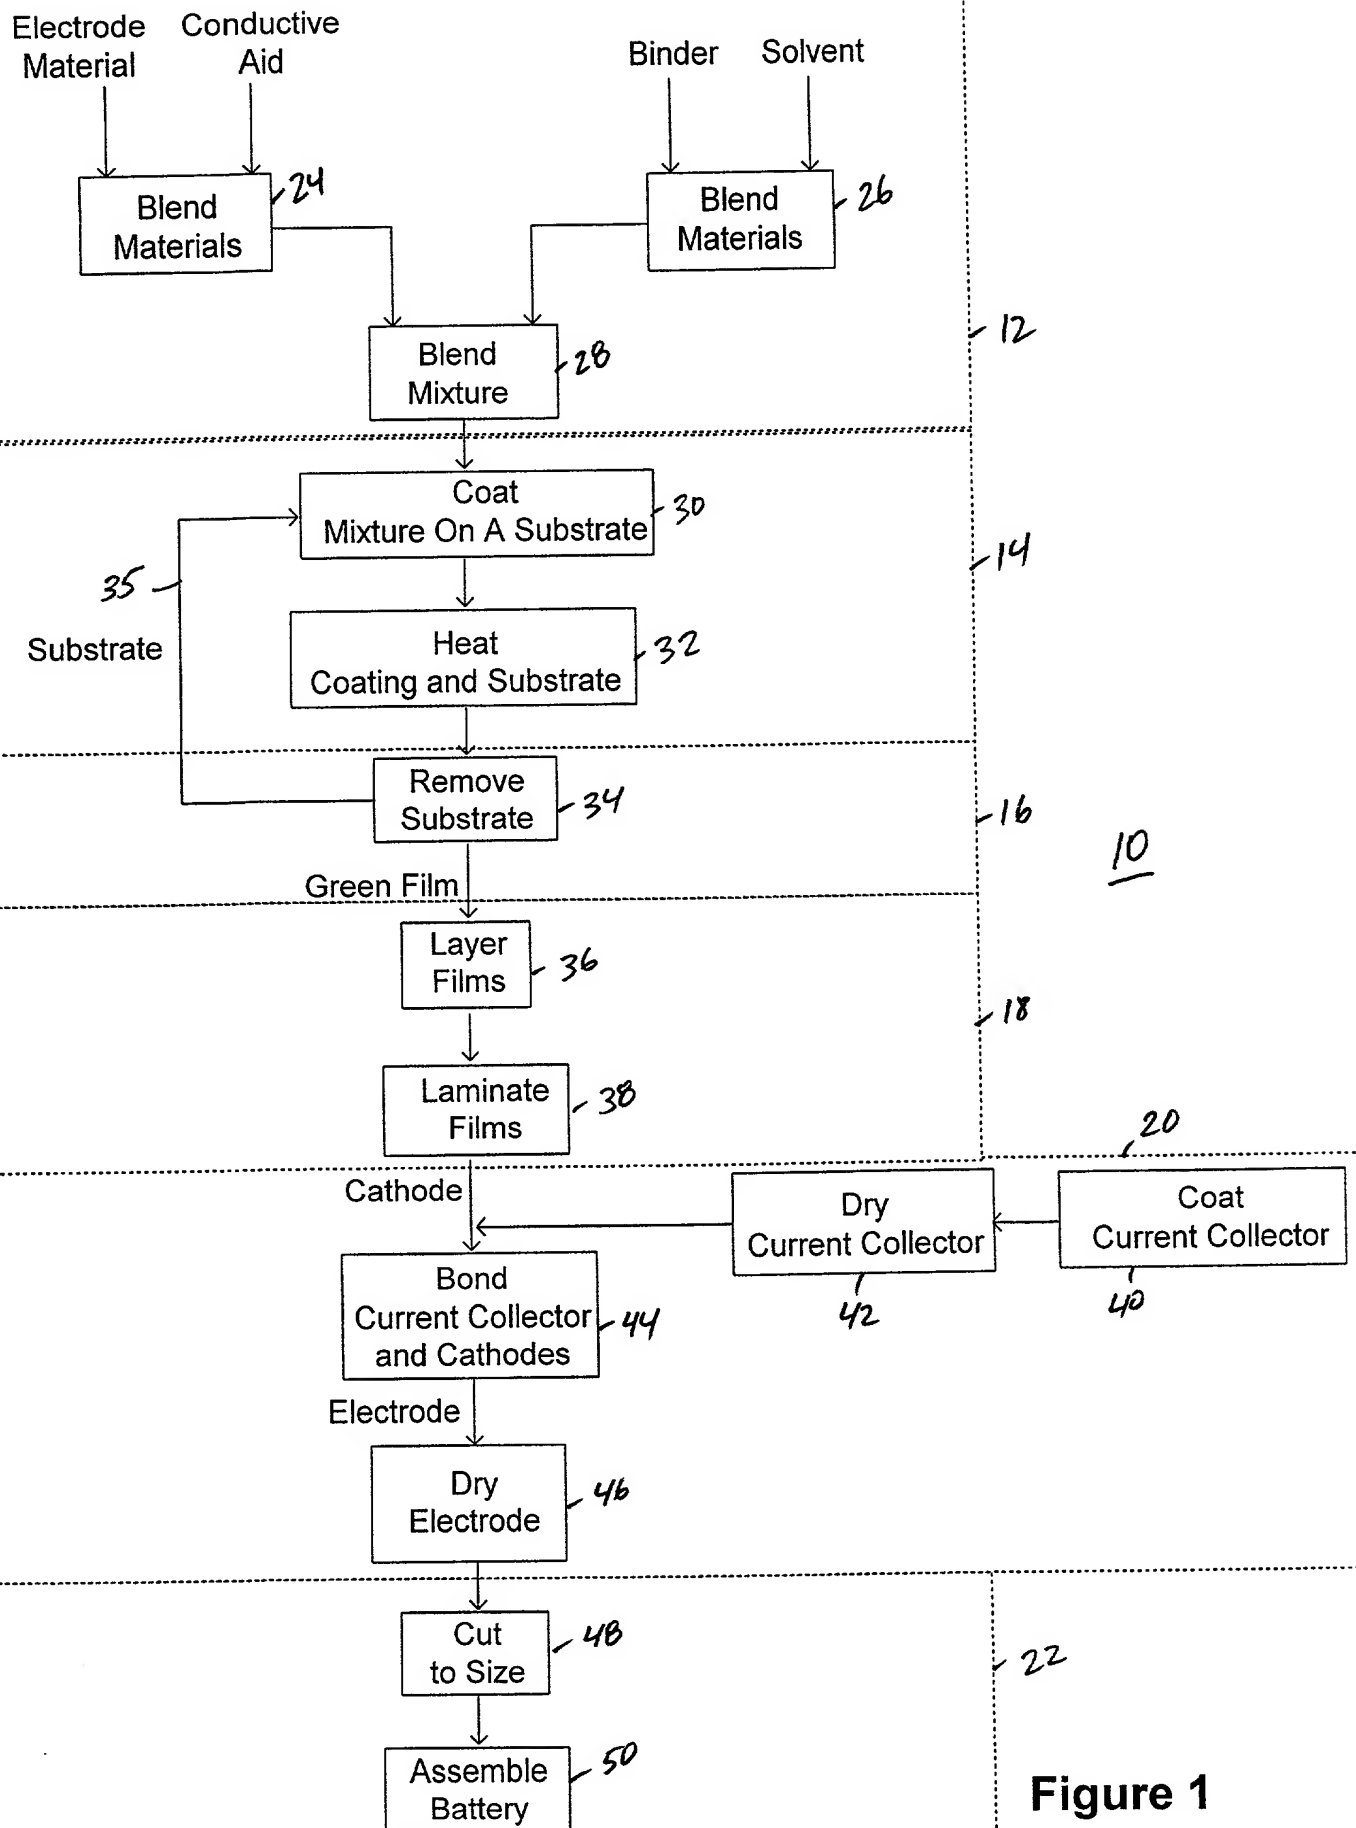 Electrode
Material
Conductive
Aid
Binder
Solvent
Blend
Materials
24
Blend
Materials
26
12
Blend
Mixture
28
Coat
Mixture On A Substrate
30
14
35
Substrate
Heat
Coating and Substrate
32
Remove
Substrate
34
16
10
Green Film
Layer
Films
36
18
Laminate
Films
38
20
Cathode
Dry
Current Collector
42
Coat
Current Collector
40
Bond
Current Collector
and Cathodes
44
Electrode
Dry
Electrode
46
Cut
to Size
48
22
Assemble
Battery
50
Figure 1